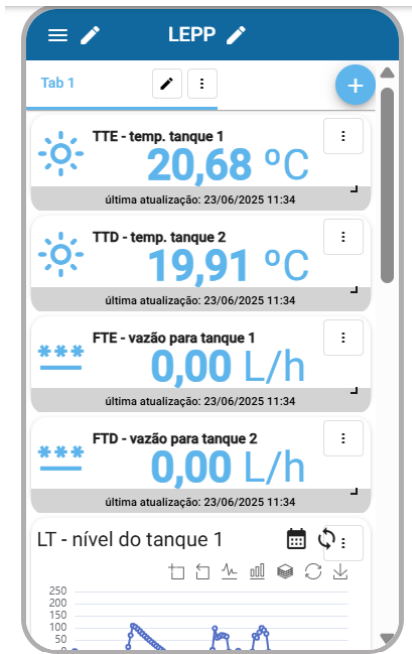 LEPP
Tab 1
TTE - temp. tanque 1
20,68 ºC
última atualização: 23/06/2025 11:34
TTD - temp. tanque 2
19,91 ºC
última atualização: 23/06/2025 11:34
FTE - vazão para tanque 1
0,00 L/h
última atualização: 23/06/2025 11:34
FTD - vazão para tanque 2
0,00 L/h
última atualização: 23/06/2025 11:34
LT - nível do tanque 1
250
200
150
100
50
0